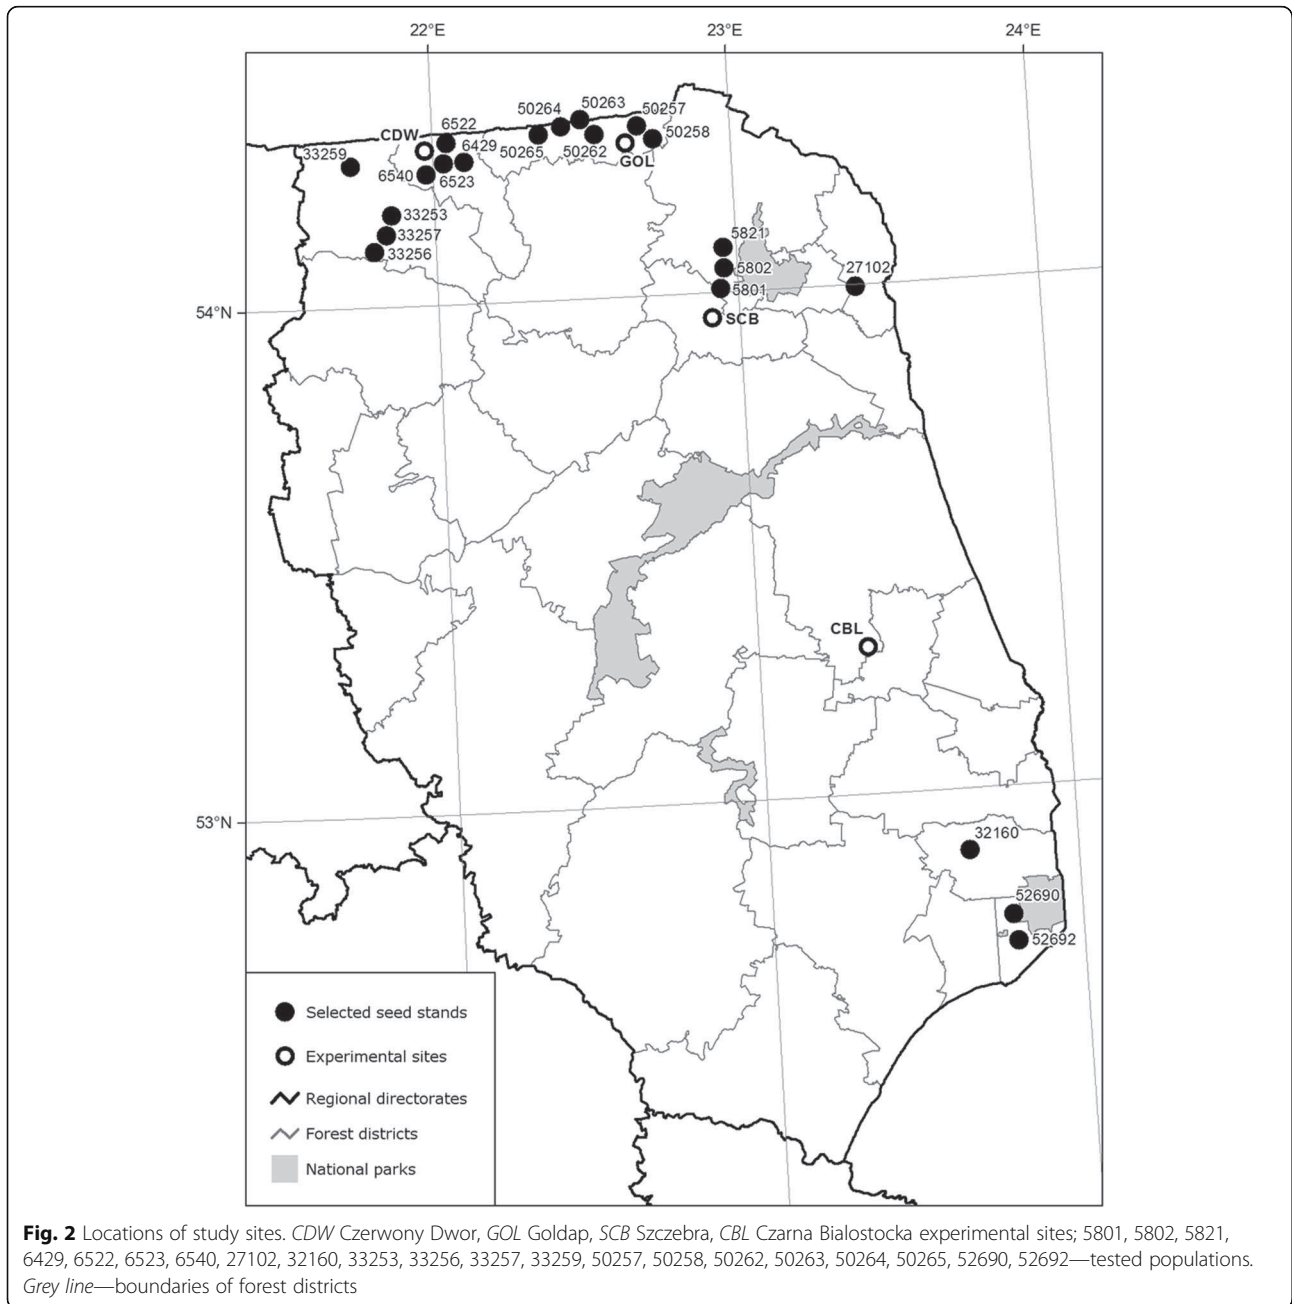 22°E 23°E 24°E
50264 50263 50257
6522
CDW 50258
6429
33259 50265 50262 GOL
6540 6523
33253
33257 5821
33256 5802 27102
5801
54°N SCB
CBL
53°N
32160
52690
52692
Selected seed stands
Experimental sites
Regional directorates
Forest districts
National parks
Fig. 2 Locations of study sites. CDW Czerwony Dwor, GOL Goldap, SCB Szczebra, CBL Czarna Bialostocka experimental sites; 5801, 5802, 5821,
6429, 6522, 6523, 6540, 27102, 32160, 33253, 33256, 33257, 33259, 50257, 50258, 50262, 50263, 50264, 50265, 52690, 52692—tested populations.
Grey line—boundaries of forest districts